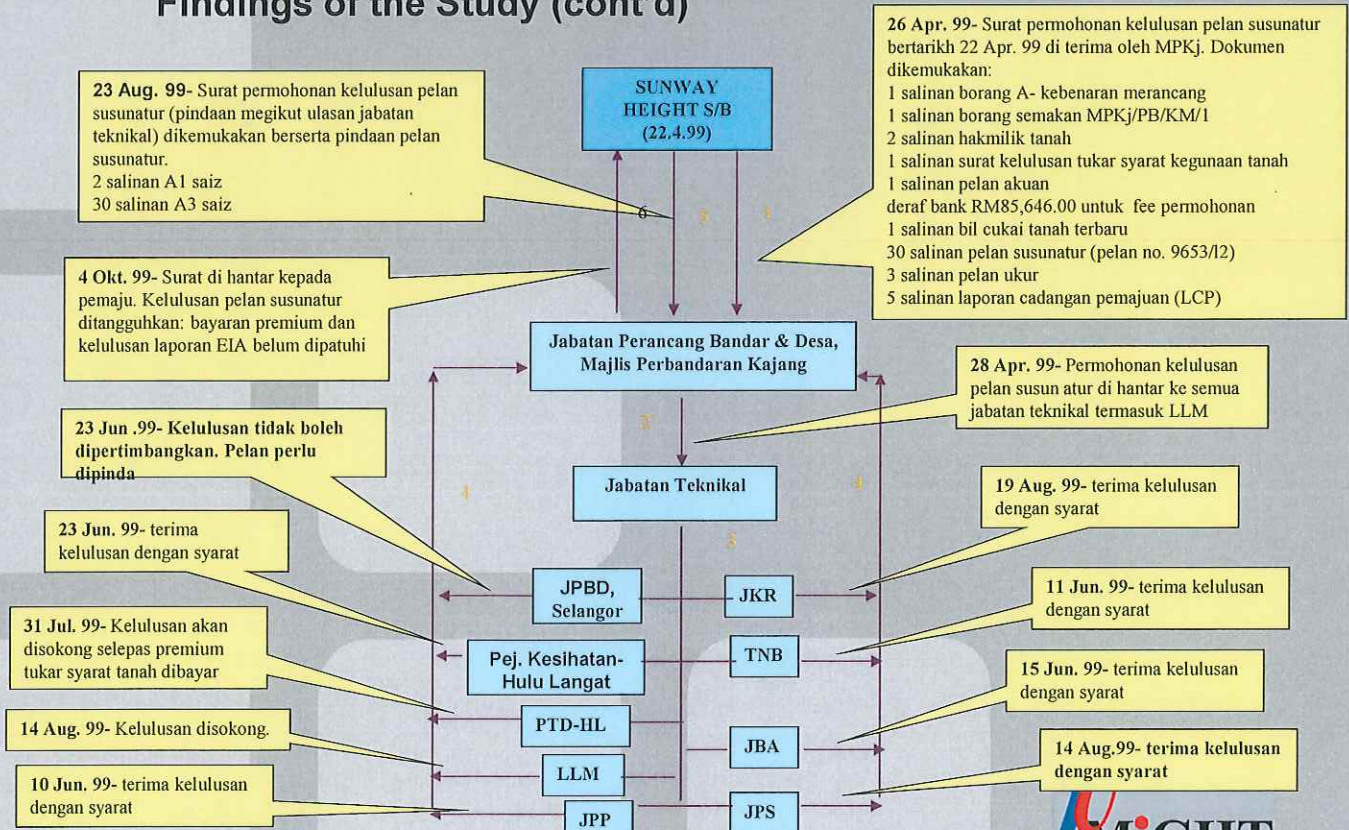 Findings of the Study (cont'd)
23 Aug. 99- Surat permohonan kelulusan pelan
susunatur (pindaan megikut ulasan jabatan
teknikal) dikemukakan berserta pindaan pelan
susunatur.
2 salinan A1 saiz
30 salinan A3 saiz
SUNWAY
HEIGHT S/B
(22.4.99)
26 Apr. 99- Surat permohonan kelulusan pelan susunatur
bertarikh 22 Apr. 99 di terima oleh MPKj. Dokumen
dikemukakan:
1 salinan borang A- kebenaran merancang
1 salinan borang semakan MPKj/PB/KM/1
2 salinan hakmilik tanah
1 salinan surat kelulusan tukar syarat kegunaan tanah
1 salinan pelan akuan
deraf bank RM85,646.00 untuk fee permohonan
1 salinan bil cukai tanah terbaru
30 salinan pelan susunatur (pelan no. 9653/l2)
3 salinan pelan ukur
5 salinan laporan cadangan pemajuan (LCP)
6
1
4 Okt. 99- Surat di hantar kepada
pemaju. Kelulusan pelan susunatur
ditangguhkan: bayaran premium dan
kelulusan laporan EIA belum dipatuhi
Jabatan Perancang Bandar & Desa,
Majlis Perbandaran Kajang
28 Apr. 99- Permohonan kelulusan
pelan susun atur di hantar ke semua
jabatan teknikal termasuk LLM
23 Jun .99- Kelulusan tidak boleh
dipertimbangkan. Pelan perlu
dipinda
4
Jabatan Teknikal
4
3
19 Aug. 99- terima kelulusan
dengan syarat
23 Jun. 99- terima
kelulusan dengan syarat
JPBD,
Selangor
JKR
11 Jun. 99- terima kelulusan
dengan syarat
31 Jul. 99- Kelulusan akan
disokong selepas premium
tukar syarat tanah dibayar
Pej. Kesihatan-
Hulu Langat
TNB
15 Jun. 99- terima kelulusan
dengan syarat
14 Aug. 99- Kelulusan disokong.
PTD-HL
JBA
14 Aug.99- terima kelulusan
dengan syarat
10 Jun. 99- terima kelulusan
dengan syarat
LLM
JPP
JPS
MiGHT